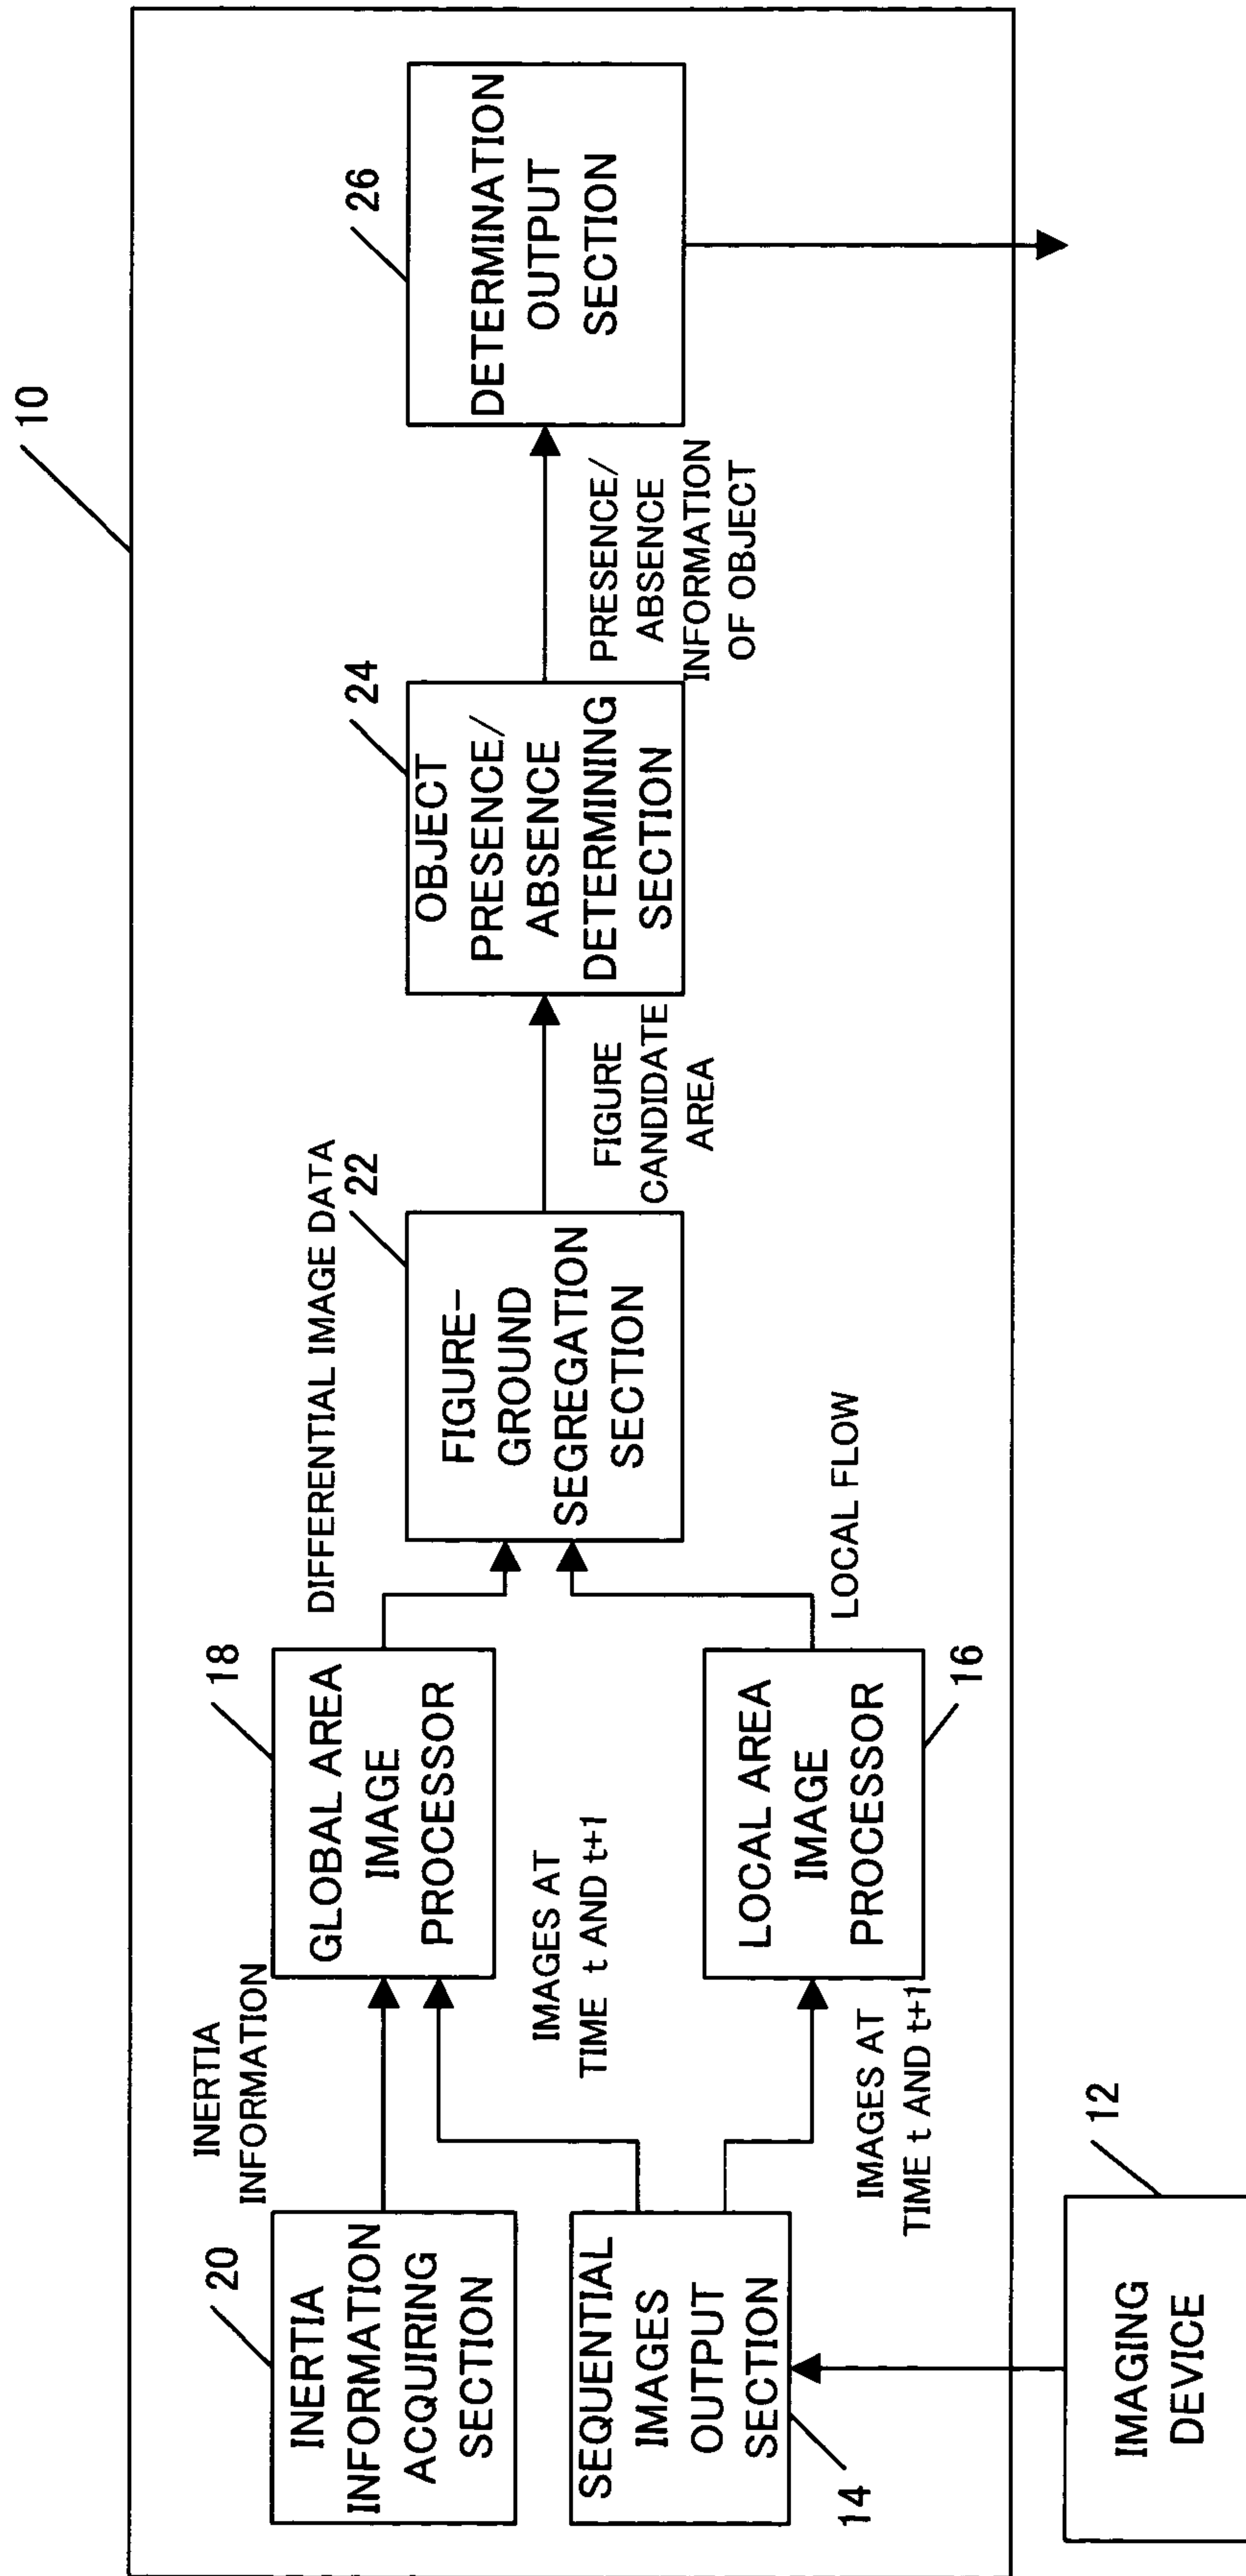 10
20
INERTIA
INFORMATION
ACQUIRING
SECTION
INERTIA
INFORMATION
18
GLOBAL AREA
IMAGE
PROCESSOR
DIFFERENTIAL IMAGE DATA
22
FIGURE-
GROUND
SEGREGATION
SECTION
FIGURE
CANDIDATE
AREA
24
OBJECT
PRESENCE/
ABSENCE
DETERMINING
SECTION
PRESENCE/
ABSENCE
INFORMATION
OF OBJECT
26
DETERMINATION
OUTPUT
SECTION
SEQUENTIAL
IMAGES
OUTPUT
SECTION
14
IMAGES AT
TIME t AND t+1
LOCAL AREA
IMAGE
PROCESSOR
16
LOCAL FLOW
IMAGES AT
TIME t AND t+1
12
IMAGING
DEVICE